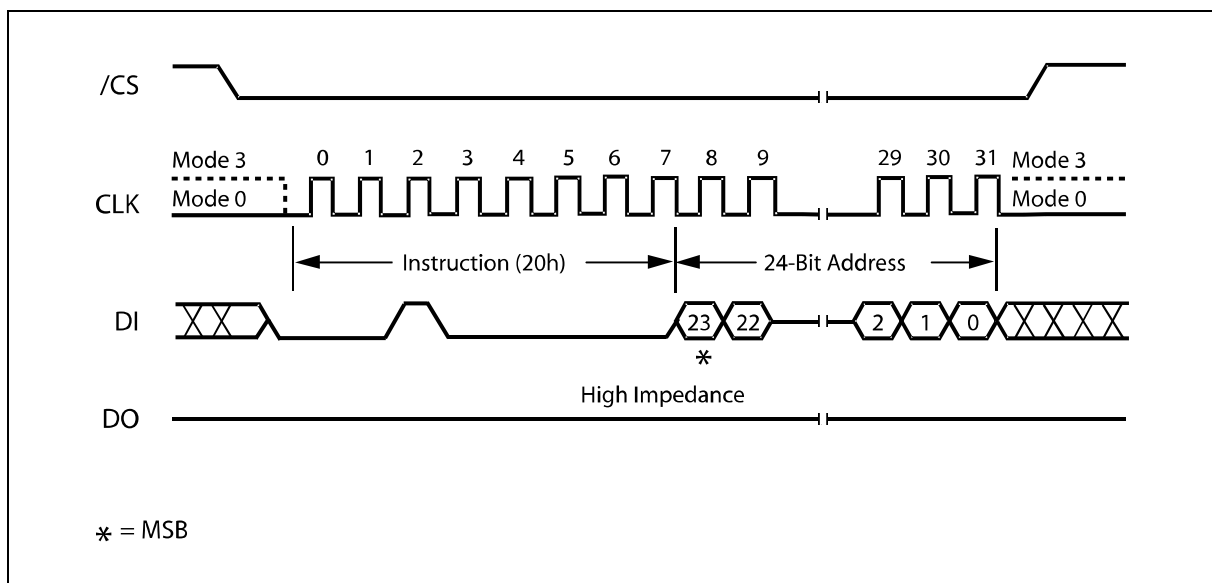 /CS
Mode 3 0 1 2 3 4 5 6 7 8 9 29 30 31 Mode 3
CLK Mode 0 Mode 0
Instruction (20h) 24-Bit Address
DI 23 22 2 1 0
*
High Impedance
DO
* = MSB